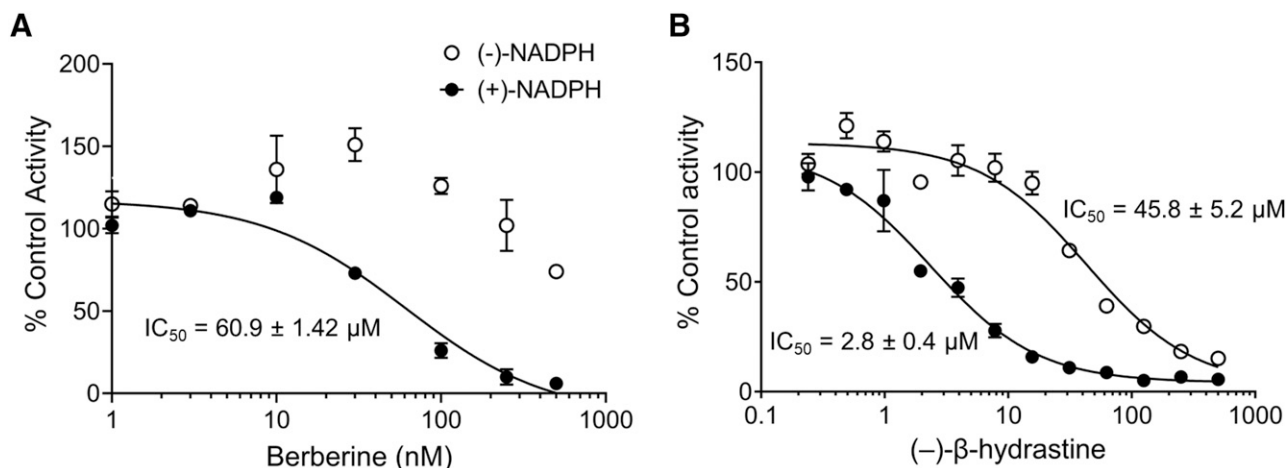 A
200
150
100
50
0
% Control Activity
(-)-NADPH
(+)-NADPH
IC₅₀ = 60.9 ± 1.42 µM
1
10
100
1000
Berberine (nM)
B
150
100
50
0
% Control activity
IC₅₀ = 45.8 ± 5.2 µM
IC₅₀ = 2.8 ± 0.4 µM
0.1
1
10
100
1000
(–)-β-hydrastine